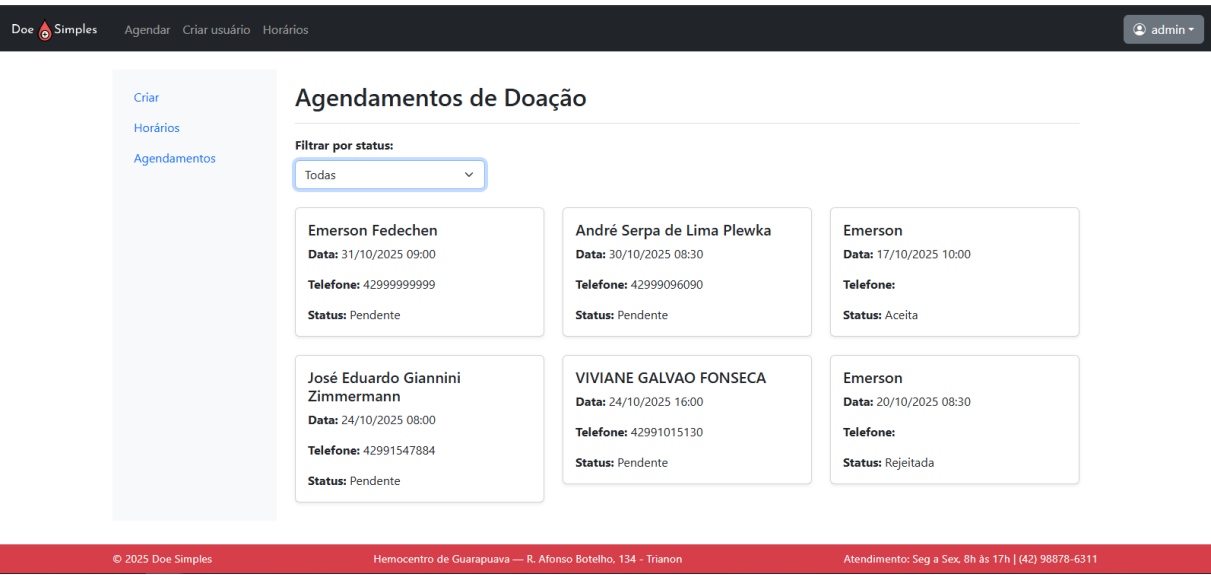 Doe Simples Agendar Criar usuário Horários admin
Criar
Horários
Agendamentos
Agendamentos de Doação
Filtrar por status:
Todas
Emerson Fedechen
Data: 31/10/2025 09:00
Telefone: 42999999999
Status: Pendente
André Serpa de Lima Plewka
Data: 30/10/2025 08:30
Telefone: 42999096090
Status: Pendente
Emerson
Data: 17/10/2025 10:00
Telefone:
Status: Aceita
José Eduardo Giannini
Zimmermann
Data: 24/10/2025 08:00
Telefone: 42991547884
Status: Pendente
VIVIANE GALVAO FONSECA
Data: 24/10/2025 16:00
Telefone: 42991015130
Status: Pendente
Emerson
Data: 20/10/2025 08:30
Telefone:
Status: Rejeitada
© 2025 Doe Simples Hemocentro de Guarapuava — R. Afonso Botelho, 134 - Trianon Atendimento: Seg a Sex, 8h às 17h | (42) 98878-6311